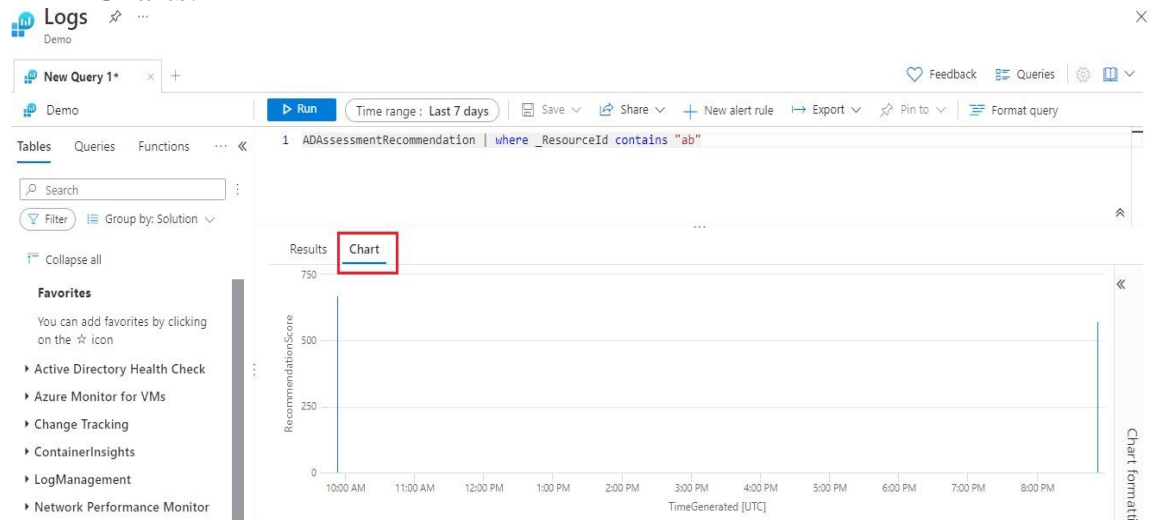 Logs
Demo
New Query 1*
Feedback
Queries
Demo
Run
Time range : Last 7 days
Save
Share
New alert rule
Export
Pin to
Format query
Tables Queries Functions
1 ADAssessmentRecommendation | where _ResourceId contains "ab"
Search
Filter
Group by: Solution
Collapse all
Favorites
You can add favorites by clicking
on the ☆ icon
Active Directory Health Check
Azure Monitor for VMs
Change Tracking
ContainerInsights
LogManagement
Network Performance Monitor
Results Chart
750
500
250
0
RecommendationScore
10:00 AM 11:00 AM 12:00 PM 1:00 PM 2:00 PM 3:00 PM 4:00 PM 5:00 PM 6:00 PM 7:00 PM 8:00 PM
TimeGenerated [UTC]
Chart formatti